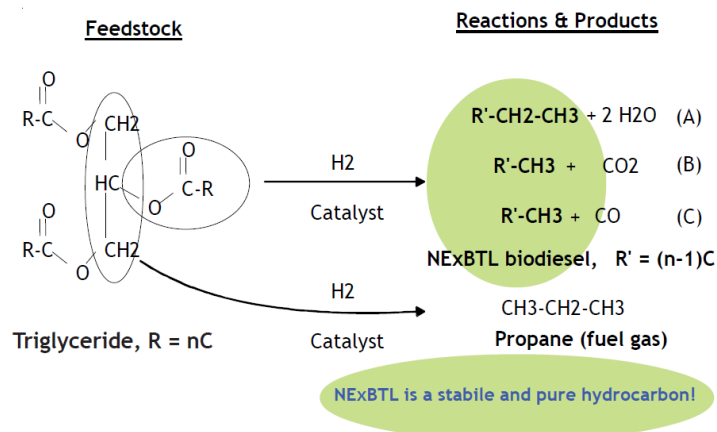 Feedstock
Reactions & Products
O
R-C
O
CH2
HC
O
O
C-R
O
R-C
O
CH2
H2
Catalyst
R'-CH2-CH3 + 2 H2O (A)
R'-CH3 + CO2 (B)
R'-CH3 + CO (C)
NExBTL biodiesel, R' = (n-1)C
H2
Catalyst
CH3-CH2-CH3
Propane (fuel gas)
Triglyceride, R = nC
NExBTL is a stabile and pure hydrocarbon!